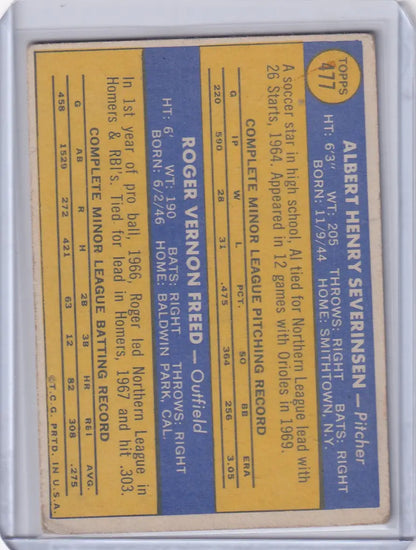 TOPPS
477
ALBERT HENRY SEVERINSEN — Pitcher
HT: 6'3" WT: 205 BATS: RIGHT
THROWS: RIGHT
BORN: 11/9/44 HOME: SMITHTOWN, N.Y.
A soccer star in high school, Al tied for Northern League lead with
26 Starts, 1964. Appeared in 12 games with Orioles in 1969.
COMPLETE MINOR LEAGUE PITCHING RECORD
G IP W L PCT. SO BB ERA
220 590 28 31 .475 364 256 3.05
ROGER VERNON FREED — Outfield
HT: 6' WT: 190 BATS: RIGHT THROWS: RIGHT
BORN: 6/2/46 HOME: BALDWIN PARK, CAL.
In 1st year of pro ball, 1966, Roger led Northern League in
Homers & RBI's. Tied for lead in Homers, 1967 and hit .303.
COMPLETE MINOR LEAGUE BATTING RECORD
G AB R H 2B 3B HR RBI AVG.
458 1529 272 421 63 12 82 308 .275
©T.C.G. PRTD. IN U.S.A.